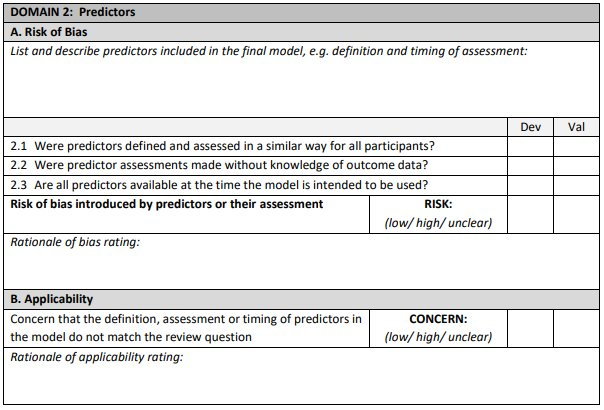 DOMAIN 2: Predictors
A. Risk of Bias
List and describe predictors included in the final model, e.g. definition and timing of assessment:
Dev Val
2.1 Were predictors defined and assessed in a similar way for all participants?
2.2 Were predictor assessments made without knowledge of outcome data?
2.3 Are all predictors available at the time the model is intended to be used?
Risk of bias introduced by predictors or their assessment RISK:
(low/ high/ unclear)
Rationale of bias rating:
B. Applicability
Concern that the definition, assessment or timing of predictors in CONCERN:
the model do not match the review question (low/ high/ unclear)
Rationale of applicability rating: